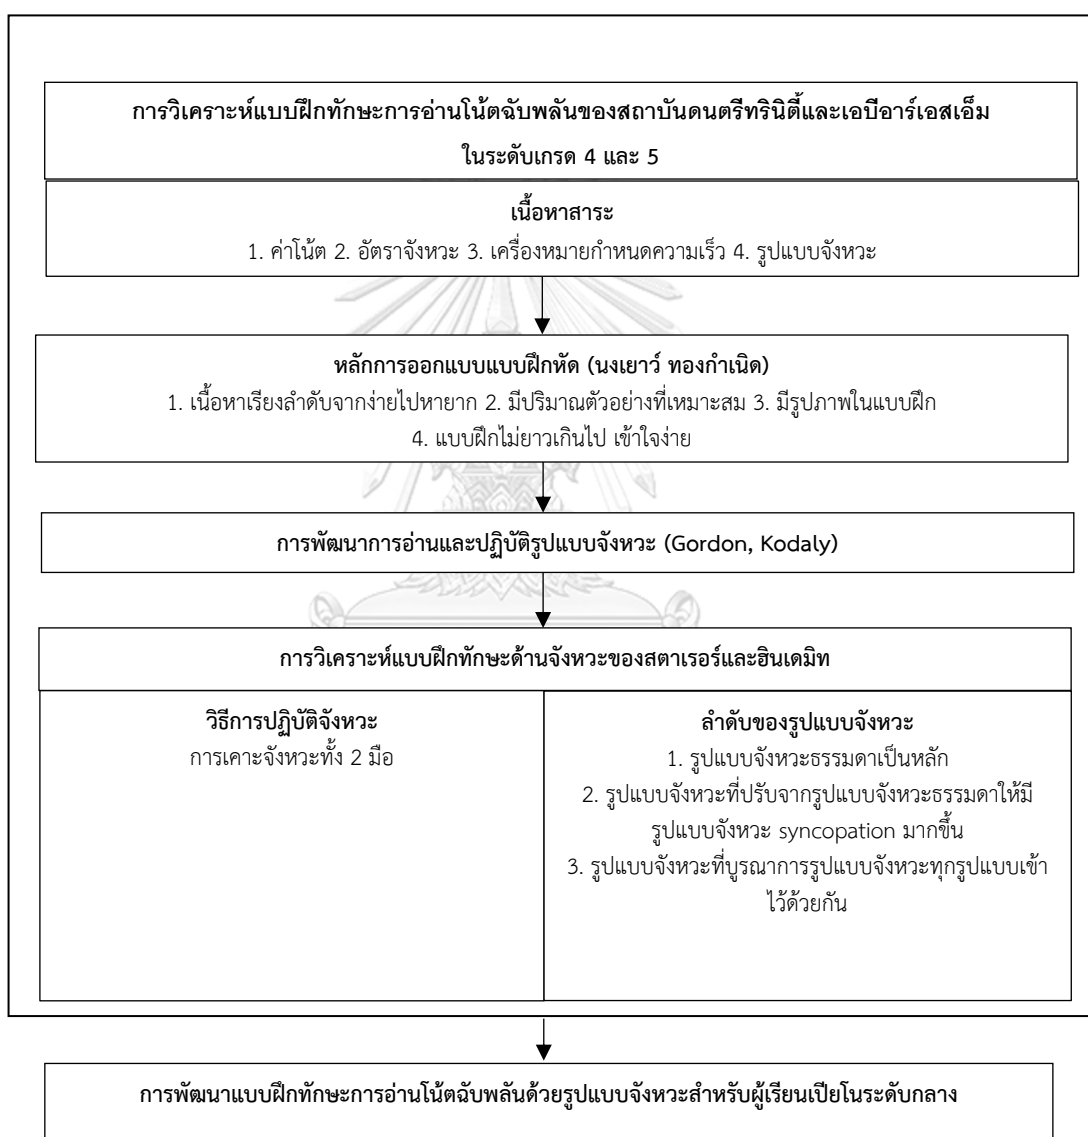 การวิเคราะห์แบบฝึกทักษะการอ่านโน้ตฉับพลันของสถาบันดนตรีทรินิตี้และเอบีอาร์เอสเอ็ม
ในระดับเกรด 4 และ 5
เนื้อหาสาระ
1. ค่าโน้ต 2. อัตราจังหวะ 3. เครื่องหมายกำหนดความเร็ว 4. รูปแบบจังหวะ
หลักการออกแบบแบบฝึกหัด (นงเยาว์ ทองกำเนิด)
1. เนื้อหาเรียงลำดับจากง่ายไปหายาก 2. มีปริมาณตัวอย่างที่เหมาะสม 3. มีรูปภาพในแบบฝึก
4. แบบฝึกไม่ยาวเกินไป เข้าใจง่าย
การพัฒนาการอ่านและปฏิบัติรูปแบบจังหวะ (Gordon, Kodaly)
การวิเคราะห์แบบฝึกทักษะด้านจังหวะของสตาเรอร์และฮินเดมิท
วิธีการปฏิบัติจังหวะ
การเคาะจังหวะทั้ง 2 มือ
ลำดับของรูปแบบจังหวะ
1. รูปแบบจังหวะธรรมดาเป็นหลัก
2. รูปแบบจังหวะที่ปรับจากรูปแบบจังหวะธรรมดาให้มี
รูปแบบจังหวะ syncopation มากขึ้น
3. รูปแบบจังหวะที่บูรณาการรูปแบบจังหวะทุกรูปแบบเข้า
ไว้ด้วยกัน
การพัฒนาแบบฝึกทักษะการอ่านโน้ตฉับพลันด้วยรูปแบบจังหวะสำหรับผู้เรียนเปียโนระดับกลาง